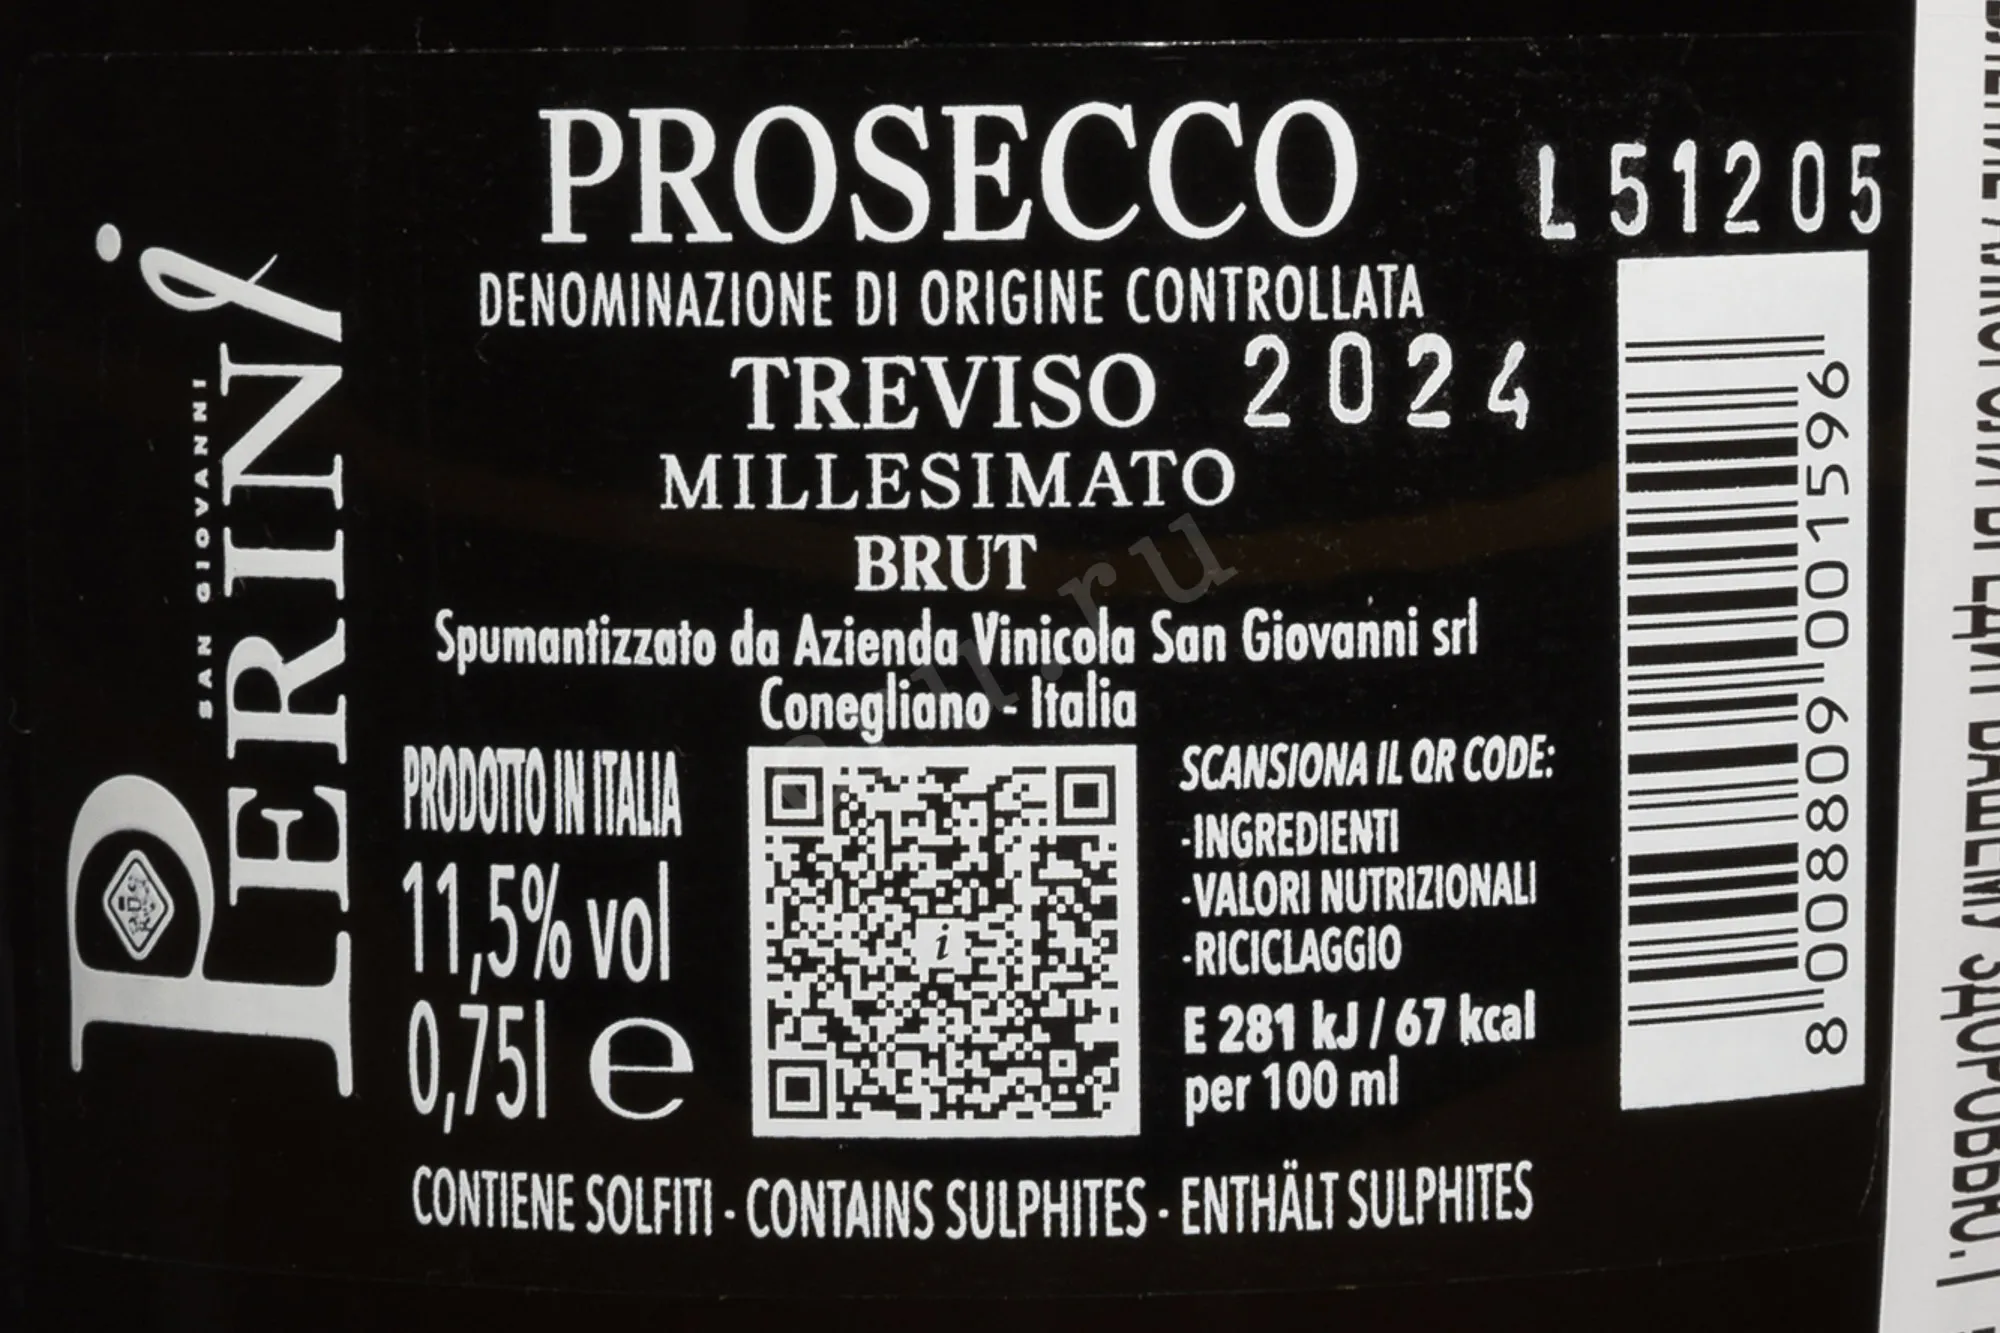 PROSECCO
L51205
DENOMINAZIONE DI ORIGINE CONTROLLATA
TREVISO 2024
MILLESIMATO
BRUT
Spumantizzato da Azienda Vinicola San Giovanni srl
Conegliano - Italia
SAN GIOVANNI
PERINI
PRODOTTO IN ITALIA
11,5% vol
0,75l e
i
SCANSIONA IL QR CODE:
-INGREDIENTI
-VALORI NUTRIZIONALI
-RICICLAGGIO
E 281 kJ / 67 kcal
per 100 ml
8 008809 001596
CONTIENE SOLFITI - CONTAINS SULPHITES - ENTHÄLT SULPHITES